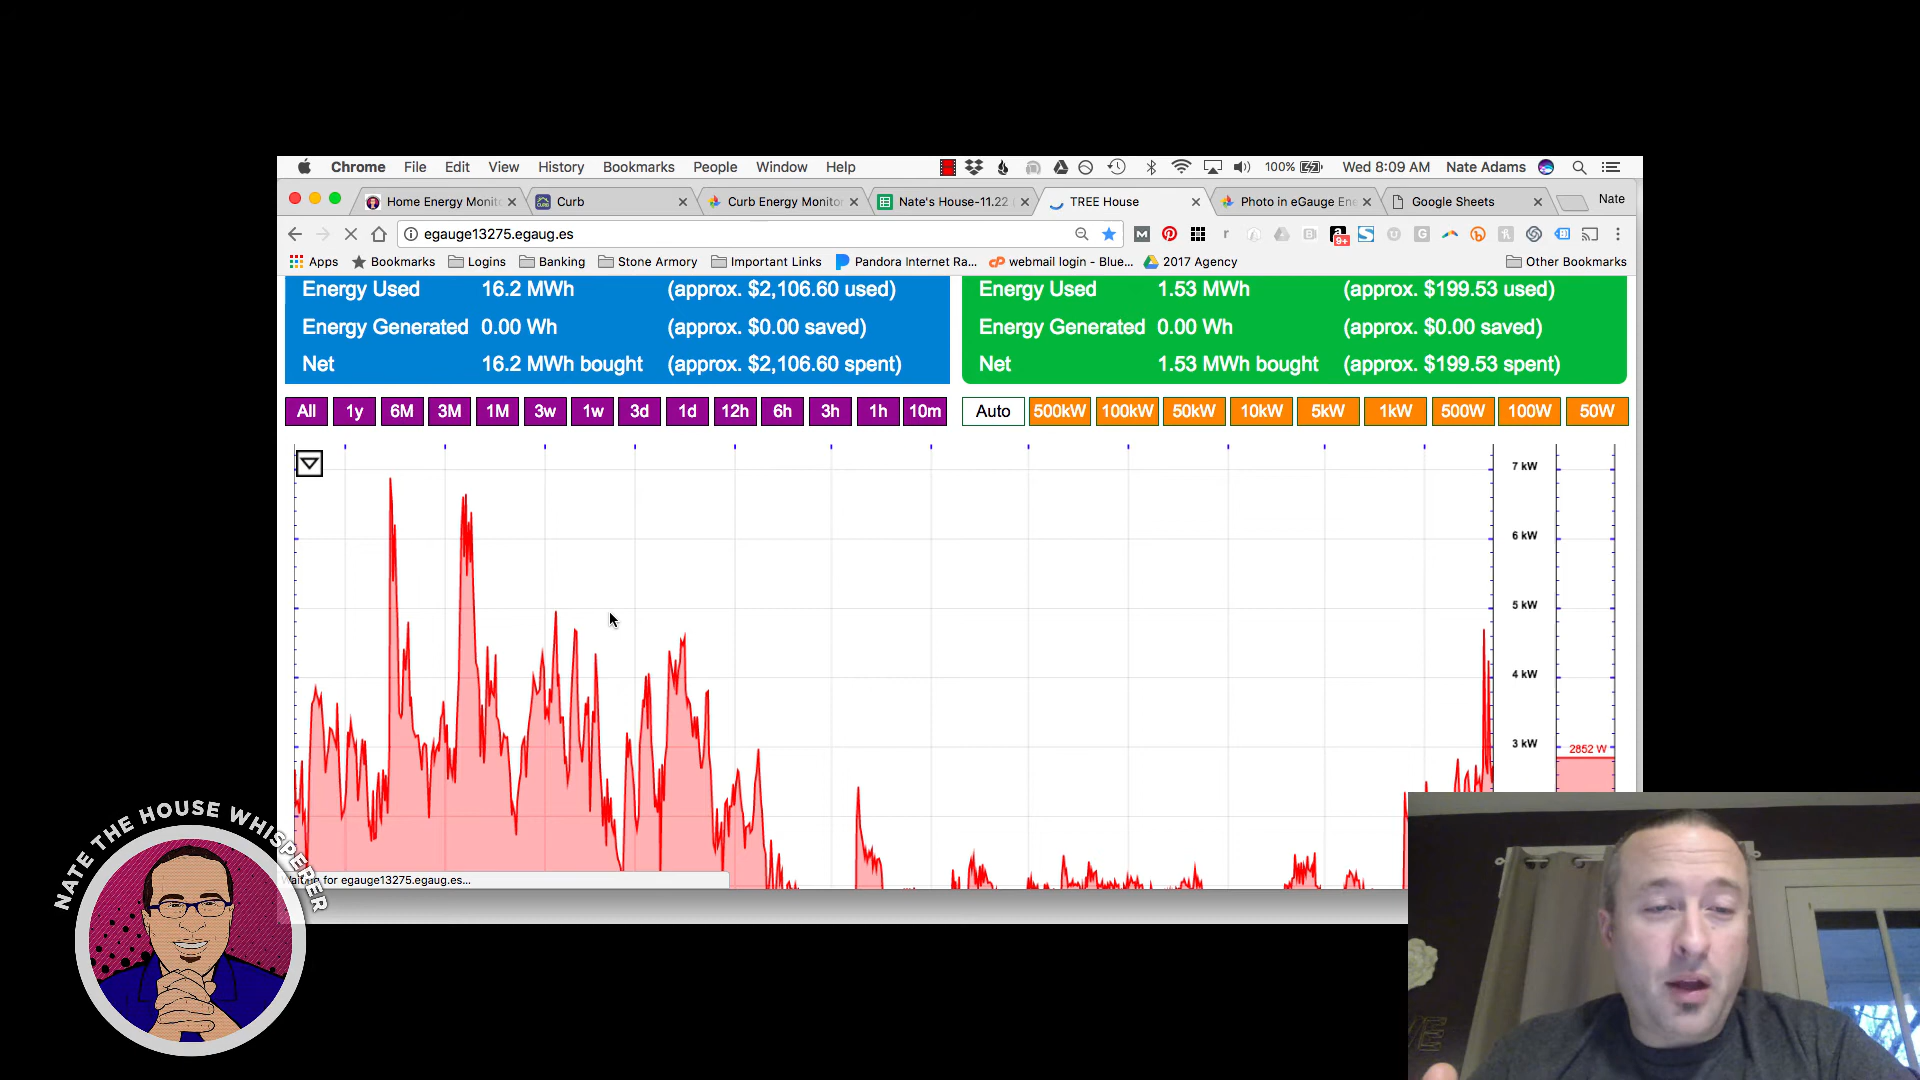 Chrome File Edit View History Bookmarks People Window Help 100% Wed 8:09 AM Nate Adams
Home Energy Monito Curb Curb Energy Monitor Nate's House-11.22 TREE House Photo in eGauge Ene Google Sheets Nate
egauge13275.egaug.es
Apps Bookmarks Logins Banking Stone Armory Important Links Pandora Internet Ra... webmail login - Blue... 2017 Agency Other Bookmarks
Energy Used 16.2 MWh (approx. $2,106.60 used) Energy Used 1.53 MWh (approx. $199.53 used)
Energy Generated 0.00 Wh (approx. $0.00 saved) Energy Generated 0.00 Wh (approx. $0.00 saved)
Net 16.2 MWh bought (approx. $2,106.60 spent) Net 1.53 MWh bought (approx. $199.53 spent)
All 1y 6M 3M 1M 3w 1w 3d 1d 12h 6h 3h 1h 10m Auto 500kW 100kW 50kW 10kW 5kW 1kW 500W 100W 50W
7 kW
6 kW
5 kW
4 kW
3 kW
2852 W
for egauge13275.egaug.es...
NATE THE HOUSE WHISPERER